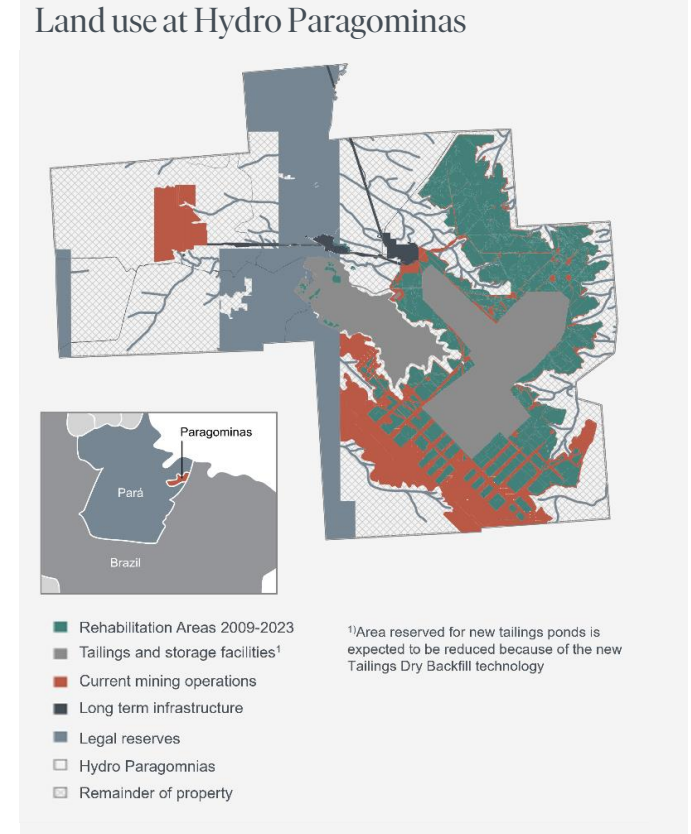 Land use at Hydro Paragominas
Paragominas
Pará
Brazil
Rehabilitation Areas 2009-2023
Tailings and storage facilities¹
Current mining operations
Long term infrastructure
Legal reserves
Hydro Paragomnias
Remainder of property
¹⁾Area reserved for new tailings ponds is
expected to be reduced because of the new
Tailings Dry Backfill technology